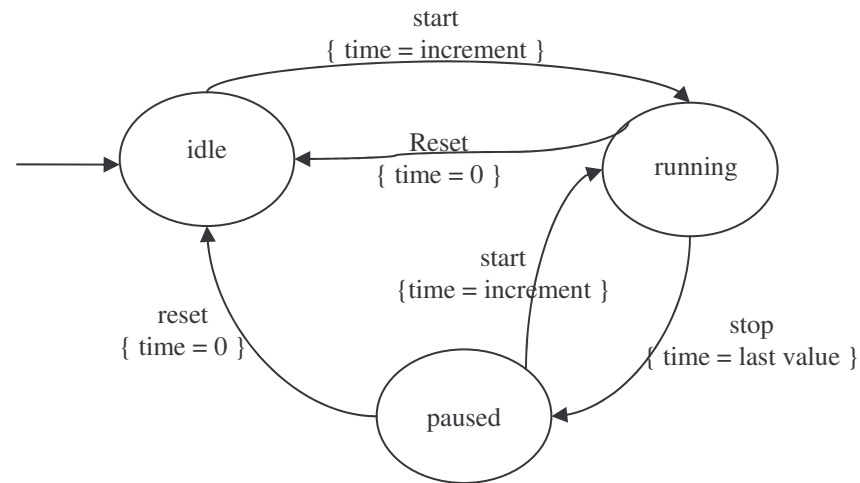 start
{ time = increment }
idle
Reset
{ time = 0 }
running
start
{time = increment }
reset
{ time = 0 }
stop
{ time = last value }
paused